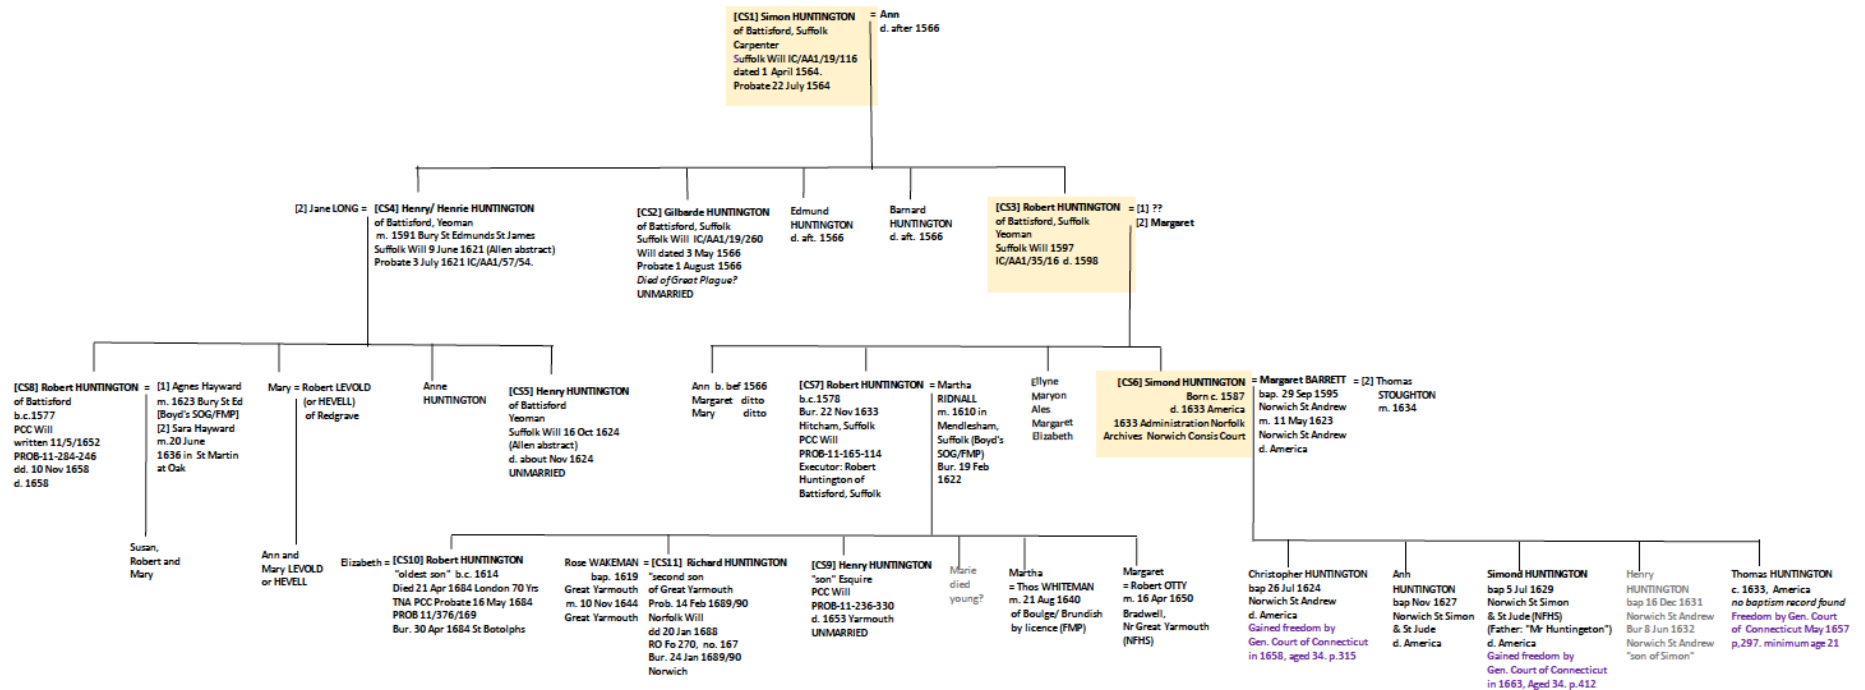 [CS1] Simon HUNTINGTON
of Battisford, Suffolk
Carpenter
Suffolk Will IC/AA1/19/116
dated 1 April 1564.
Probate 22 July 1564
= Ann
d. after 1566
[2] Jane LONG =
[CS4] Henry/ Henrie HUNTINGTON
of Battisford, Yeoman
m. 1591 Bury St Edmunds St James
Suffolk Will 9 June 1621 (Allen abstract)
Probate 3 July 1621 IC/AA1/57/54.
[CS2] Gilbarde HUNTINGTON
of Battisford, Suffolk
Suffolk Will IC/AA1/19/260
Will dated 3 May 1566
Probate 1 August 1566
Died of Great Plague?
UNMARRIED
Edmund
HUNTINGTON
d. aft. 1566
Barnard
HUNTINGTON
d. aft. 1566
[CS3] Robert HUNTINGTON
of Battisford, Suffolk
Yeoman
Suffolk Will 1597
IC/AA1/35/16 d. 1598
= [1] ??
[2] Margaret
[CS8] Robert HUNTINGTON =
of Battisford
b.c.1577
PCC Will
written 11/5/1652
PROB-11-284-246
dd. 10 Nov 1658
d. 1658
[1] Agnes Hayward
m. 1623 Bury St Ed
[Boyd's SOG/FMP]
[2] Sara Hayward
m.20 June
1636 in St Martin
at Oak
Mary = Robert LEVOLD
(or HEVELL)
of Redgrave
Anne
HUNTINGTON
[CS5] Henry HUNTINGTON
of Battisford
Yeoman
Suffolk Will 16 Oct 1624
(Allen abstract)
d. about Nov 1624
UNMARRIED
Ann b. bef 1566
Margaret ditto
Mary ditto
[CS7] Robert HUNTINGTON
b.c.1578
Bur. 22 Nov 1633
Hitcham, Suffolk
PCC Will
PROB-11-165-114
Executor: Robert
Huntington of
Battisford, Suffolk
= Martha
RIDNALL
m. 1610 in
Mendlesham,
Suffolk (Boyd's
SOG/FMP)
Bur. 19 Feb
1622
Ellyne
Maryon
Ales
Margaret
Elizabeth
[CS6] Simond HUNTINGTON
Born c. 1587
d. 1633 America
1633 Administration Norfolk
Archives Norwich Consis Court
= Margaret BARRETT
bap. 29 Sep 1595
Norwich St Andrew
m. 11 May 1623
Norwich St Andrew
d. America
= [2] Thomas
STOUGHTON
m. 1634
Susan,
Robert and
Mary
Ann and
Mary LEVOLD
or HEVELL
Elizabeth =
[CS10] Robert HUNTINGTON
"oldest son" b.c. 1614
Died 21 Apr 1684 London 70 Yrs
TNA PCC Probate 16 May 1684
PROB 11/376/169
Bur. 30 Apr 1684 St Botolphs
Rose WAKEMAN
bap. 1619
Great Yarmouth
m. 10 Nov 1644
Great Yarmouth
= [CS11] Richard HUNTINGTON
"second son
of Great Yarmouth
Prob. 14 Feb 1689/90
Norfolk Will
dd 20 Jan 1688
RO Fo 270, no. 167
Bur. 24 Jan 1689/90
Norwich
[CS9] Henry HUNTINGTON
"son" Esquire
PCC Will
PROB-11-236-330
d. 1653 Yarmouth
UNMARRIED
Marie
died
young?
Martha
= Thos WHITEMAN
m. 21 Aug 1640
of Boulge/ Brundish
by licence (FMP)
Margaret
= Robert OTTY
m. 16 Apr 1650
Bradwell,
Nr Great Yarmouth
(NFHS)
Christopher HUNTINGTON
bap 26 Jul 1624
Norwich St Andrew
d. America
Gained freedom by
Gen. Court of Connecticut
in 1658, aged 34. p.315
Ann
HUNTINGTON
bap Nov 1627
Norwich St Simon
& St Jude
d. America
Simond HUNTINGTON
bap 5 Jul 1629
Norwich St Simon
& St Jude (NFHS)
(Father: "Mr Huntingeton")
d. America
Gained freedom by
Gen. Court of Connecticut
in 1663, Aged 34. p.412
Henry
HUNTINGTON
bap 16 Dec 1631
Norwich St Andrew
Bur 8 Jun 1632
Norwich St Andrew
"son of Simon"
Thomas HUNTINGTON
c. 1633, America
no baptism record found
Freedom by Gen. Court
of Connecticut May 1657
p,297. minimum age 21